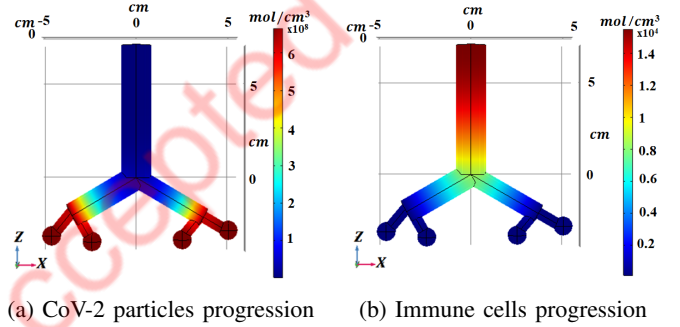 cm cm
cm -5 0 5 mol/cm³ cm -5 0 5 mol/cm³
0 x10⁸ 0 x10⁴
6 1.4
5 5 5 1.2
4 1
cm cm 0.8
3 0.6
0 2 0 0.4
1 0.2
Z Z
X X
(a) CoV-2 particles progression (b) Immune cells progression
ccepted